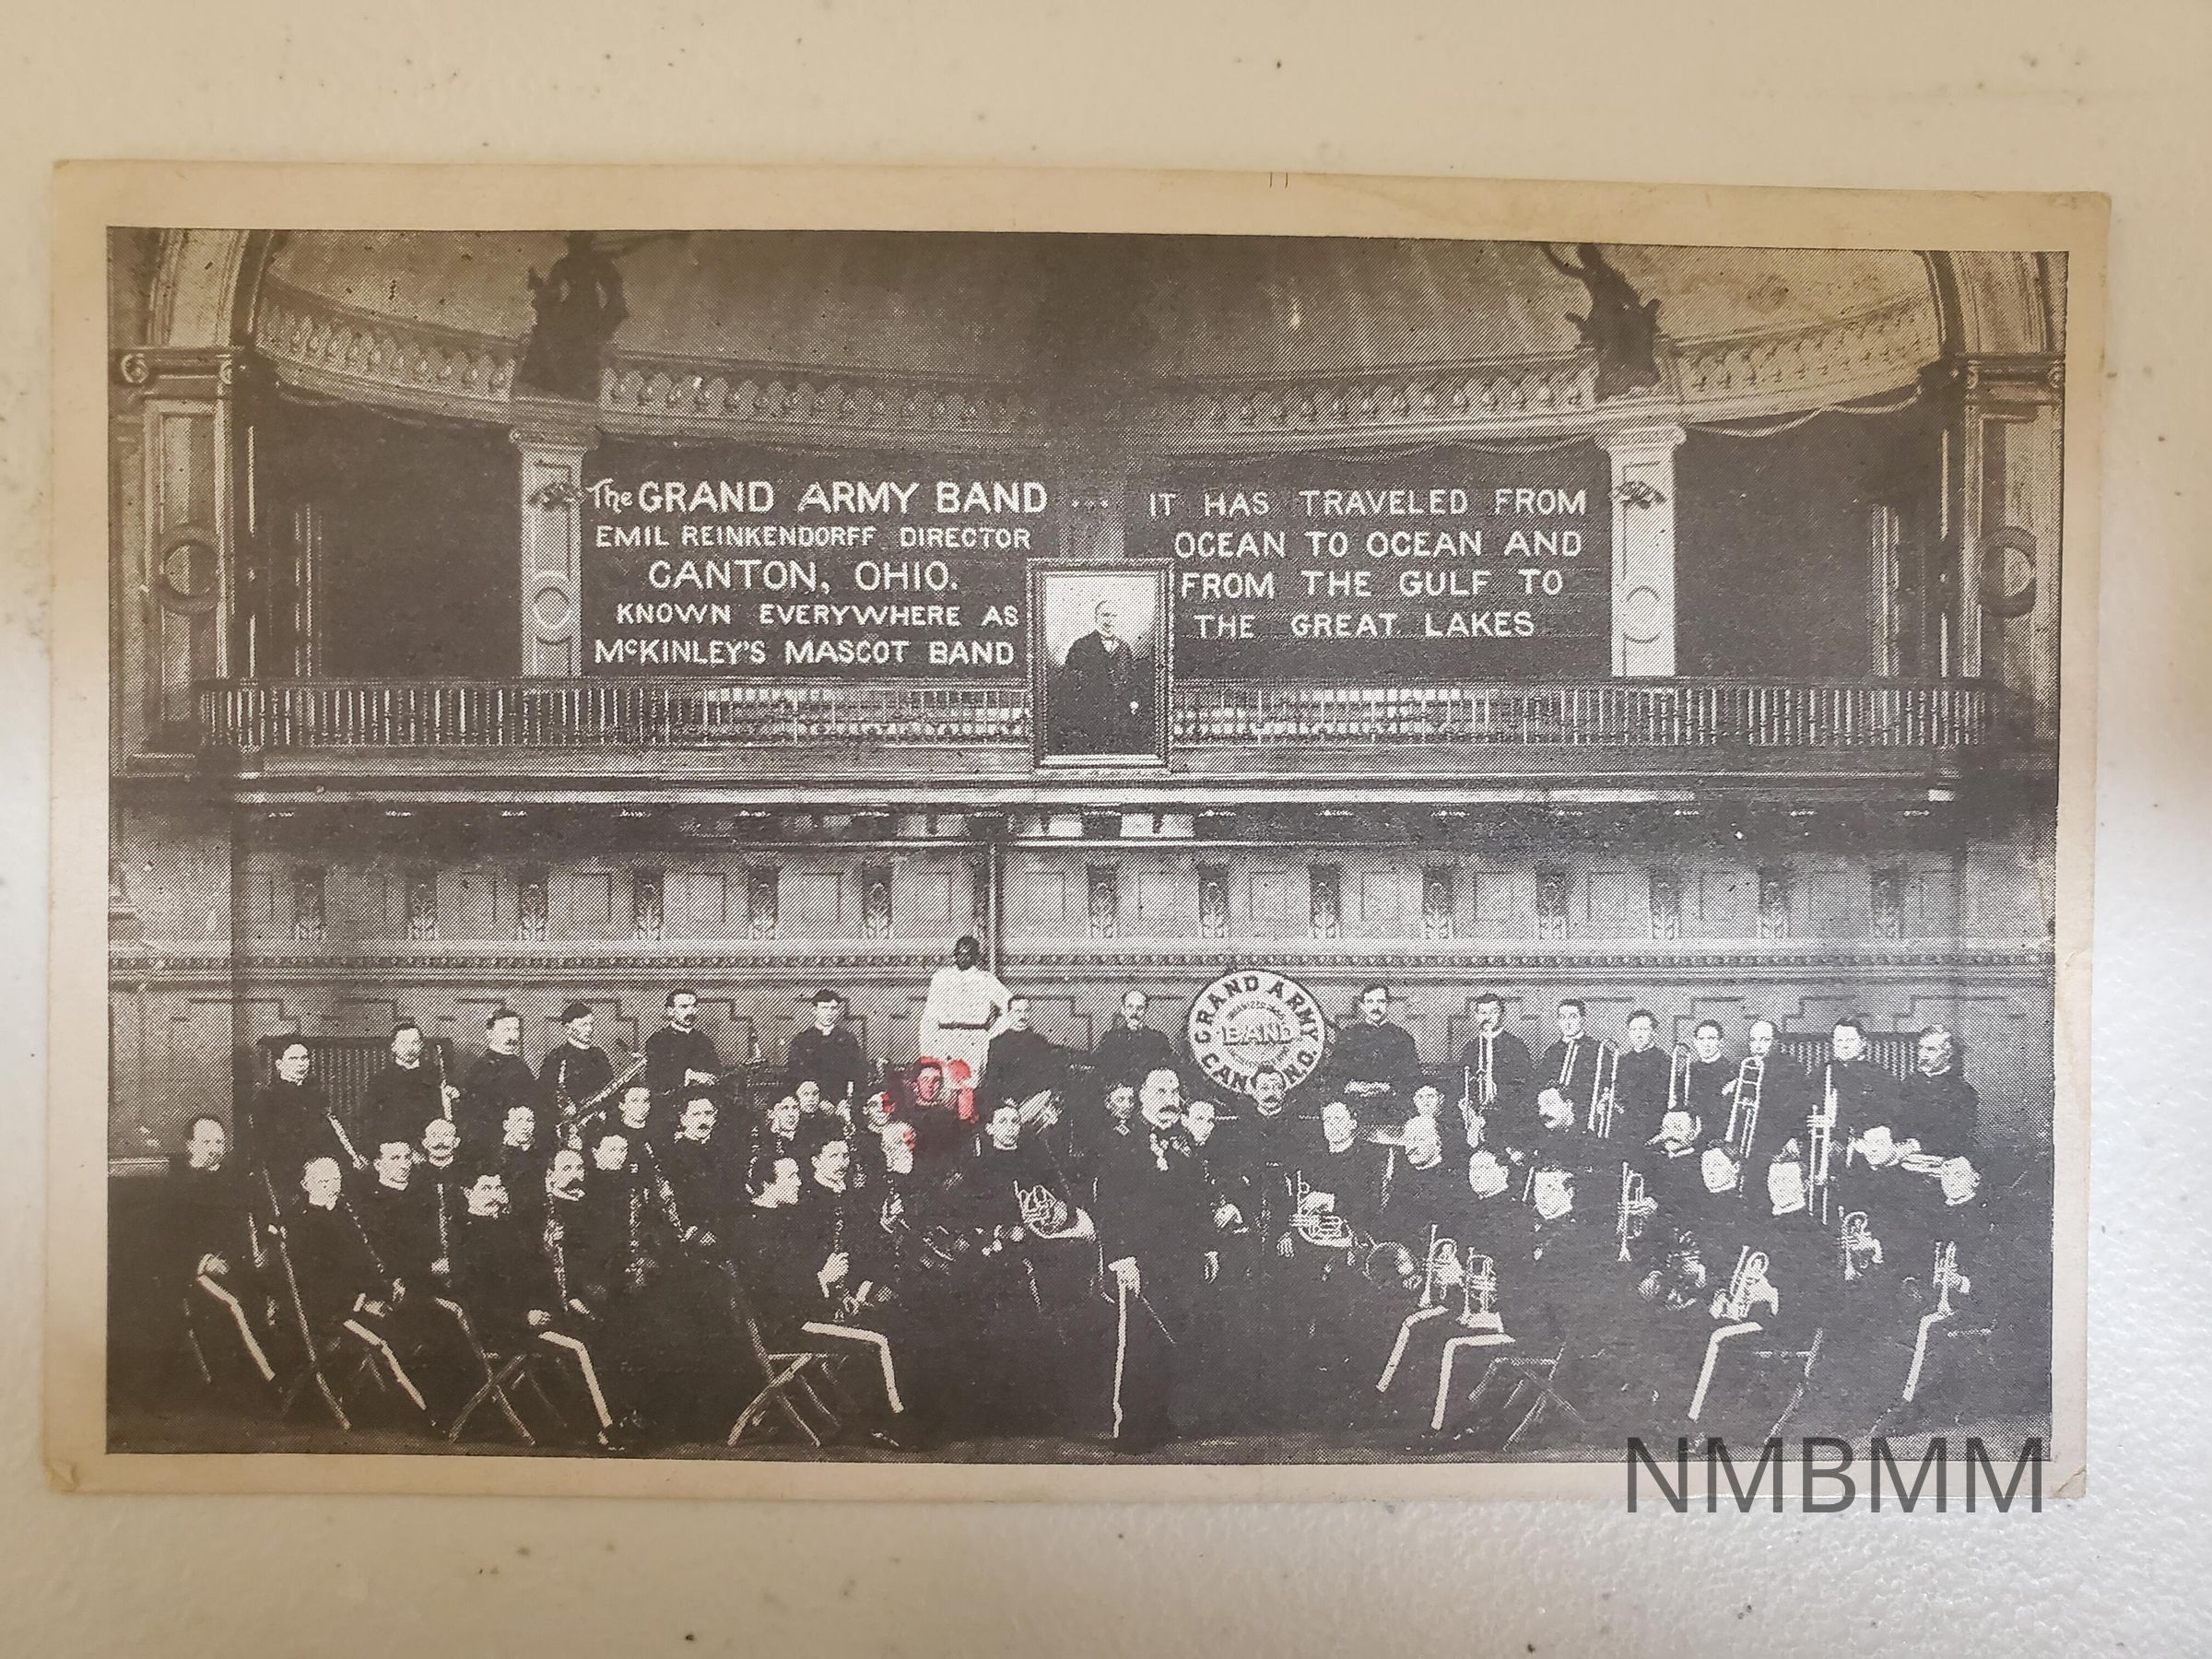 The GRAND ARMY BAND ...
EMIL REINKENDORFF DIRECTOR
CANTON, OHIO.
KNOWN EVERYWHERE AS
McKINLEY'S MASCOT BAND
IT HAS TRAVELED FROM
OCEAN TO OCEAN AND
FROM THE GULF TO
THE GREAT LAKES
GRAND ARMY
BAND
NMBMM